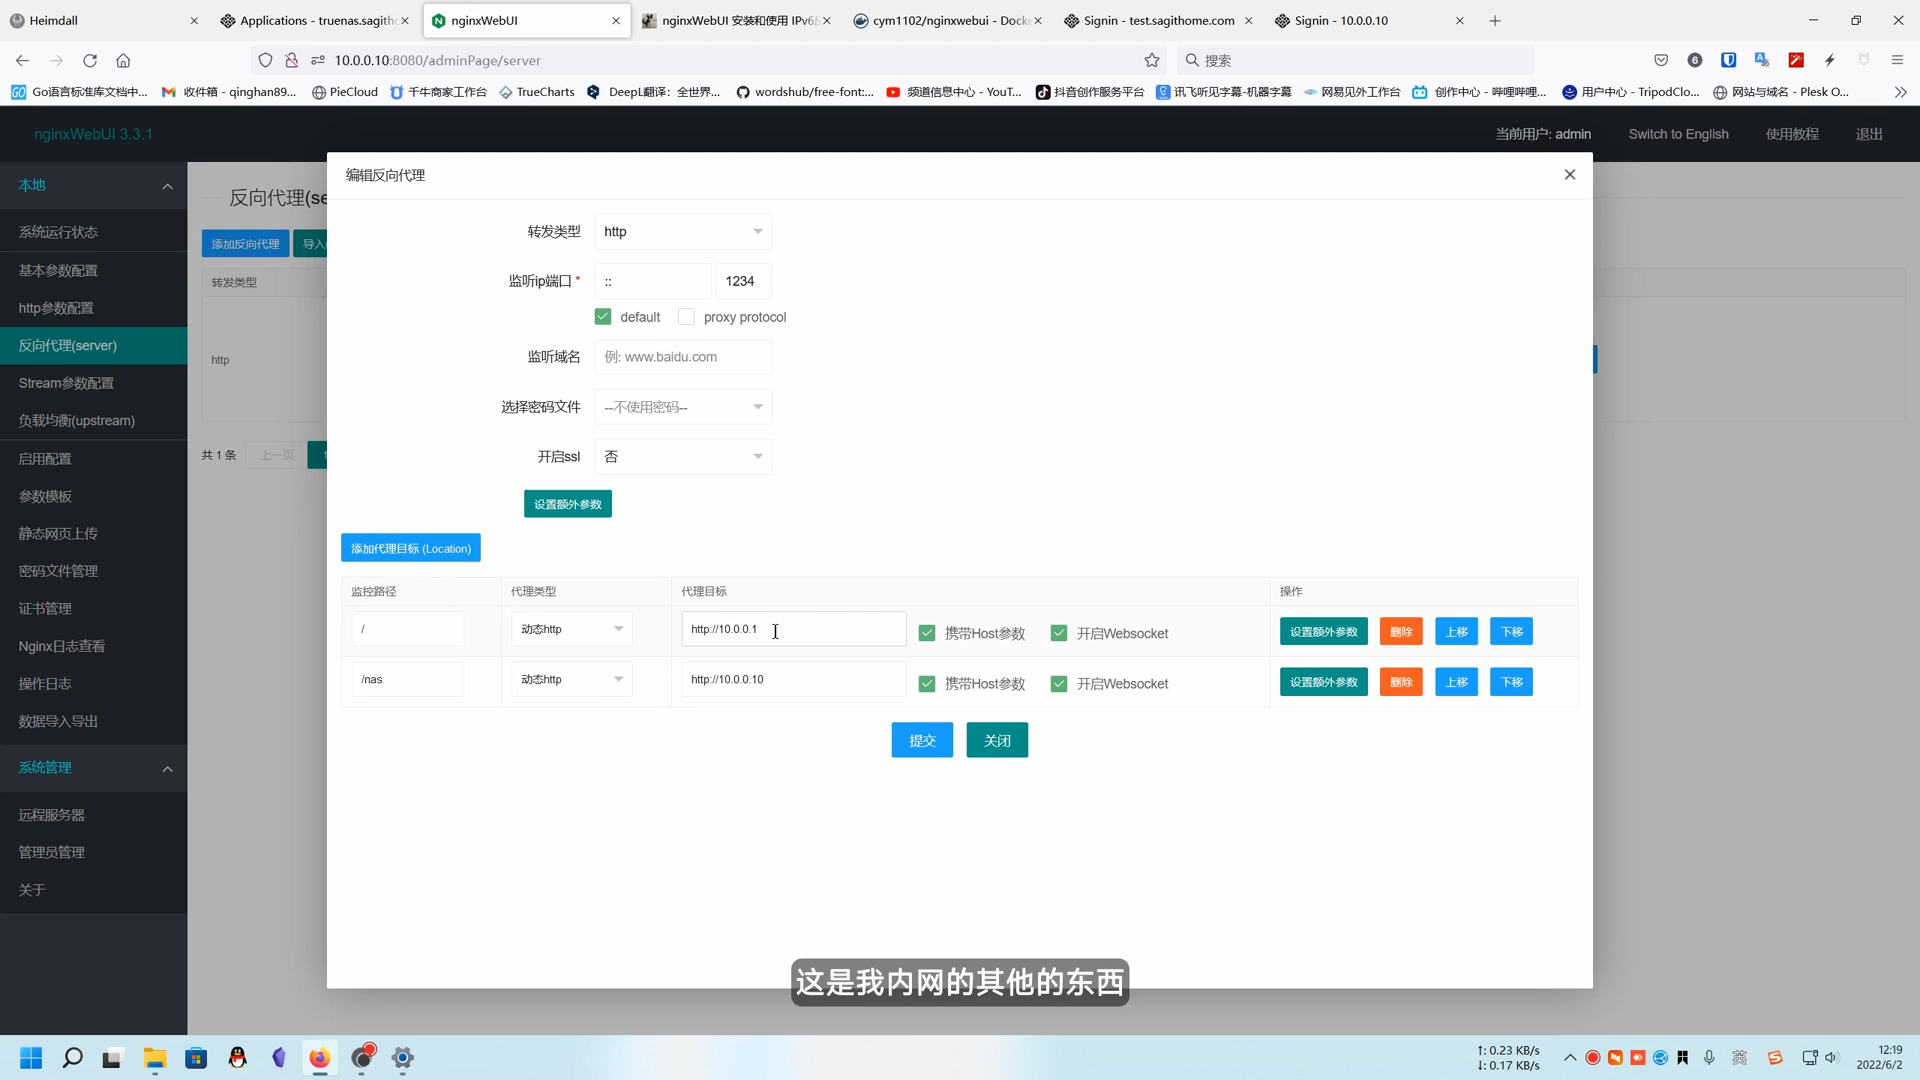 Heimdall
Applications - truenas.sagith
nginxWebUI
nginxWebUI 安装和使用 IPv6
cym1102/nginxwebui - Dock
Signin - test.sagithome.com
Signin - 10.0.0.10
10.0.0.10:8080/adminPage/server
搜索
Go语言标准库文档中...
收件箱 - qinghan89...
PieCloud
千牛商家工作台
TrueCharts
DeepL翻译：全世界...
wordshub/free-font:...
频道信息中心 - YouT...
抖音创作服务平台
讯飞听见字幕-机器字幕
网易见外工作台
创作中心 - 哔哩哔哩...
用户中心 - TripodClo...
网站与域名 - Plesk O...
nginxWebUI 3.3.1
当前用户: admin
Switch to English
使用教程
退出
本地
系统运行状态
基本参数配置
http参数配置
反向代理(server)
Stream参数配置
负载均衡(upstream)
启用配置
参数模板
静态网页上传
密码文件管理
证书管理
Nginx日志查看
操作日志
数据导入导出
系统管理
远程服务器
管理员管理
关于
反向代理(se
添加反向代理
导入
转发类型
http
共 1 条
上一页
1
编辑反向代理
转发类型
http
监听ip端口 *
::
1234
default
proxy protocol
监听域名
例: www.baidu.com
选择密码文件
--不使用密码--
开启ssl
否
设置额外参数
添加代理目标 (Location)
监控路径
代理类型
代理目标
操作
/
动态http
http://10.0.0.1
携带Host参数
开启Websocket
设置额外参数
删除
上移
下移
/nas
动态http
http://10.0.0.10
携带Host参数
开启Websocket
设置额外参数
删除
上移
下移
提交
关闭
这是我内网的其他的东西
↑: 0.23 KB/s
↓: 0.17 KB/s
英
12:19
2022/6/2